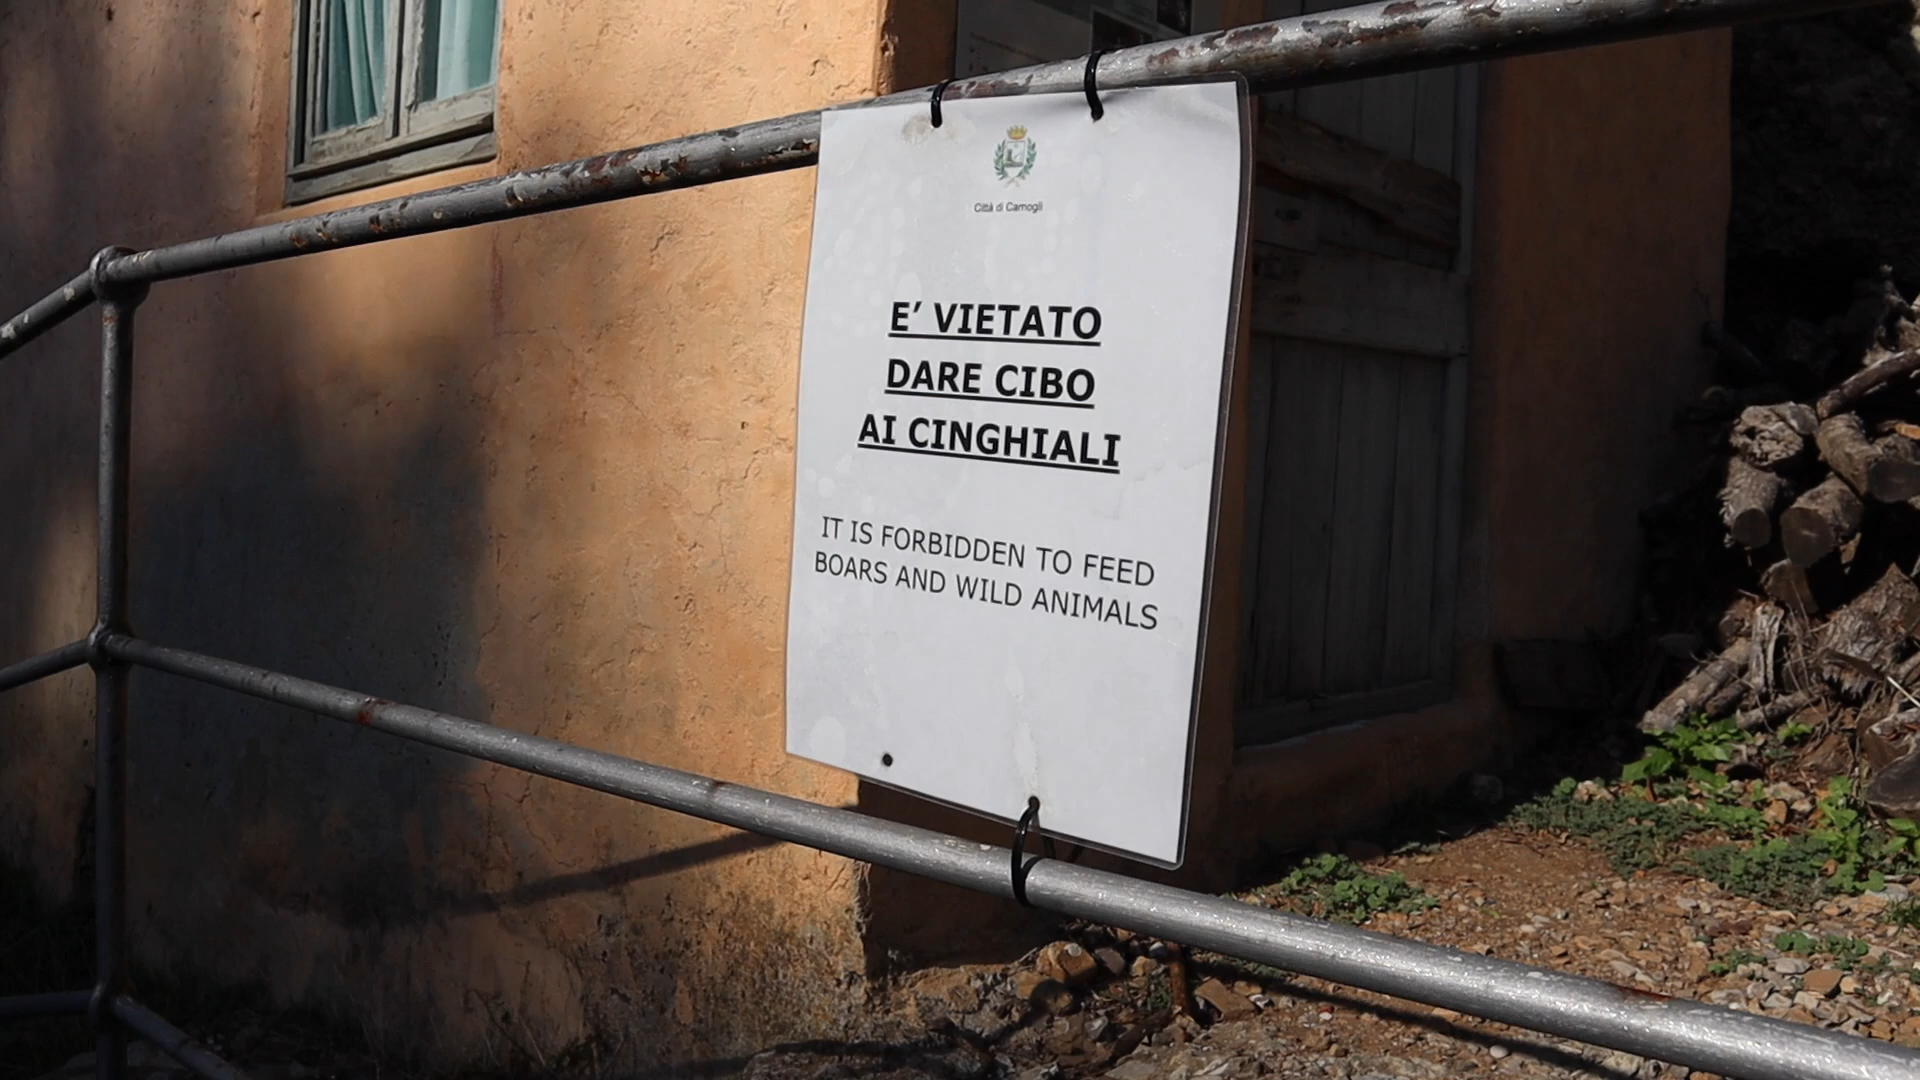 Città di Camogli
E’ VIETATO
DARE CIBO
AI CINGHIALI
IT IS FORBIDDEN TO FEED
BOARS AND WILD ANIMALS